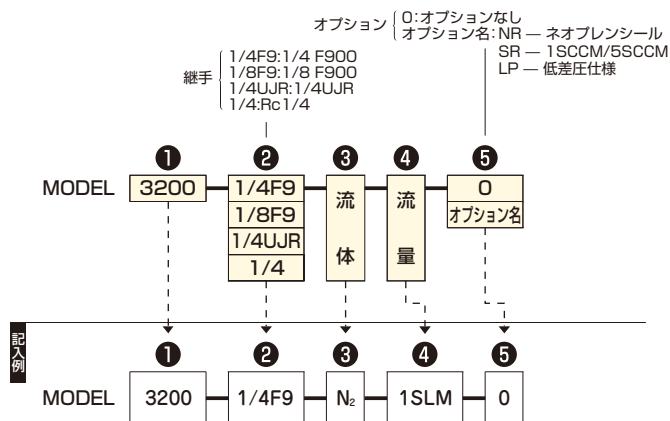 オプション 0:オプションなし
オプション名:NR — ネオプレンシール
SR — 1SCCM/5SCCM
LP — 低差圧仕様
継手 1/4F9:1/4 F900
1/8F9:1/8 F900
1/4UJR:1/4UJR
1/4:Rc1/4
❶ ❷ ❸ ❹ ❺
MODEL 3200 1/4F9 流体 流量 0
1/8F9 オプション名
1/4UJR
1/4
記入例
❶ ❷ ❸ ❹ ❺
MODEL 3200 1/4F9 N₂ 1SLM 0